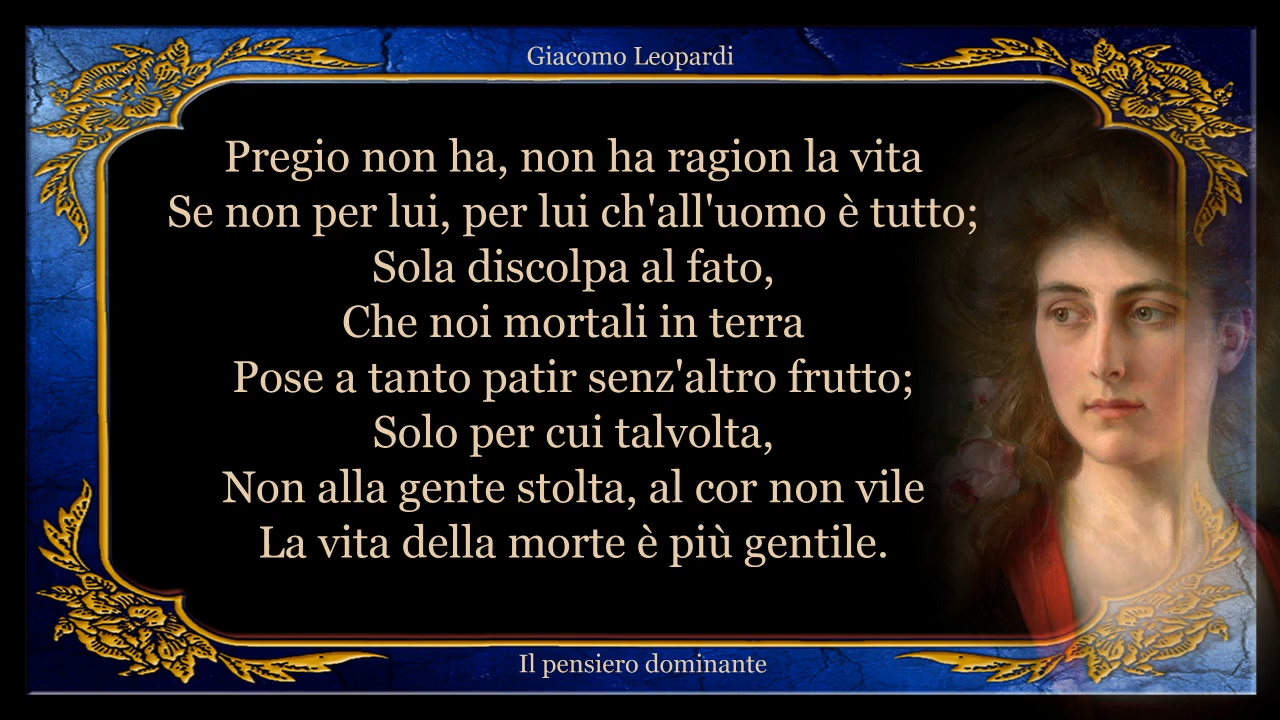 Giacomo Leopardi
Pregio non ha, non ha ragion la vita
Se non per lui, per lui ch'all'uomo è tutto;
Sola discolpa al fato,
Che noi mortali in terra
Pose a tanto patir senz'altro frutto;
Solo per cui talvolta,
Non alla gente stolta, al cor non vile
La vita della morte è più gentile.
Il pensiero dominante